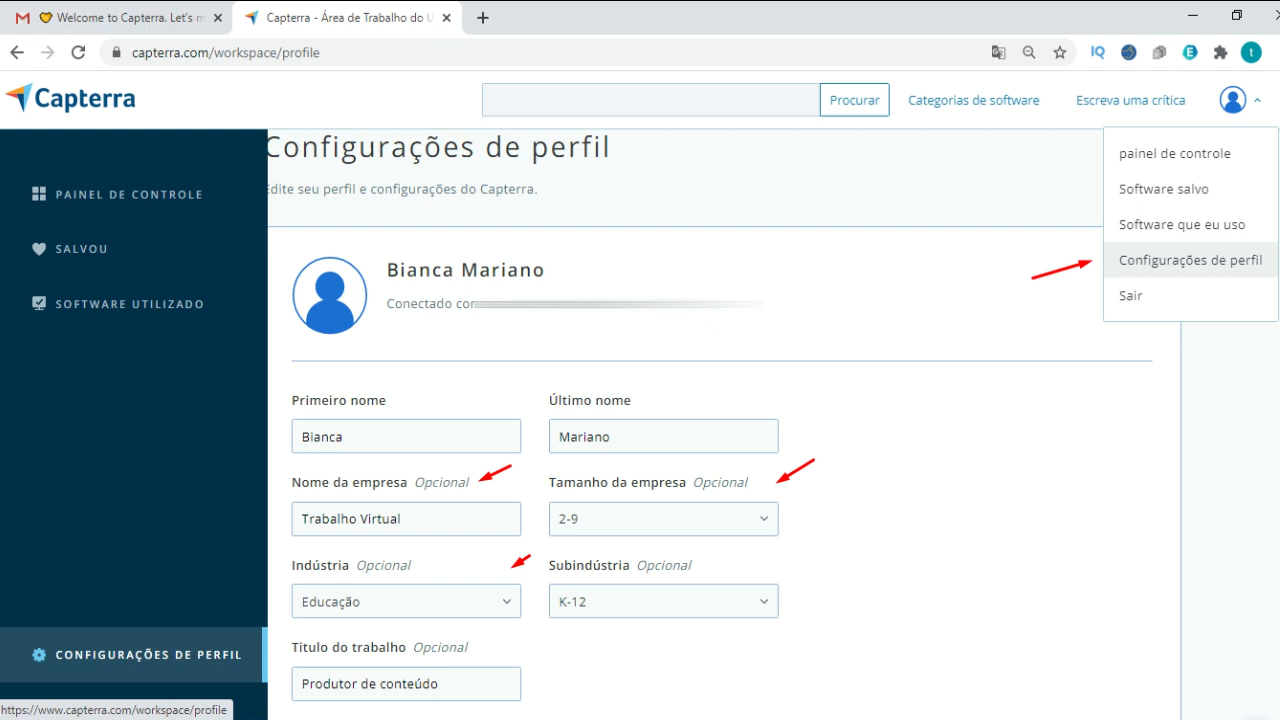 Welcome to Capterra. Let's m
Capterra - Área de Trabalho do U
capterra.com/workspace/profile
IQ
E
t
Capterra
Procurar
Categorias de software
Escreva uma crítica
painel de controle
Software salvo
Software que eu uso
Configurações de perfil
Sair
PAINEL DE CONTROLE
SALVOU
SOFTWARE UTILIZADO
CONFIGURAÇÕES DE PERFIL
Configurações de perfil
Edite seu perfil e configurações do Capterra.
Bianca Mariano
Conectado com
Primeiro nome
Último nome
Bianca
Mariano
Nome da empresa Opcional
Tamanho da empresa Opcional
Trabalho Virtual
2-9
Indústria Opcional
Subindústria Opcional
Educação
K-12
Titulo do trabalho Opcional
Produtor de conteúdo
https://www.capterra.com/workspace/profile